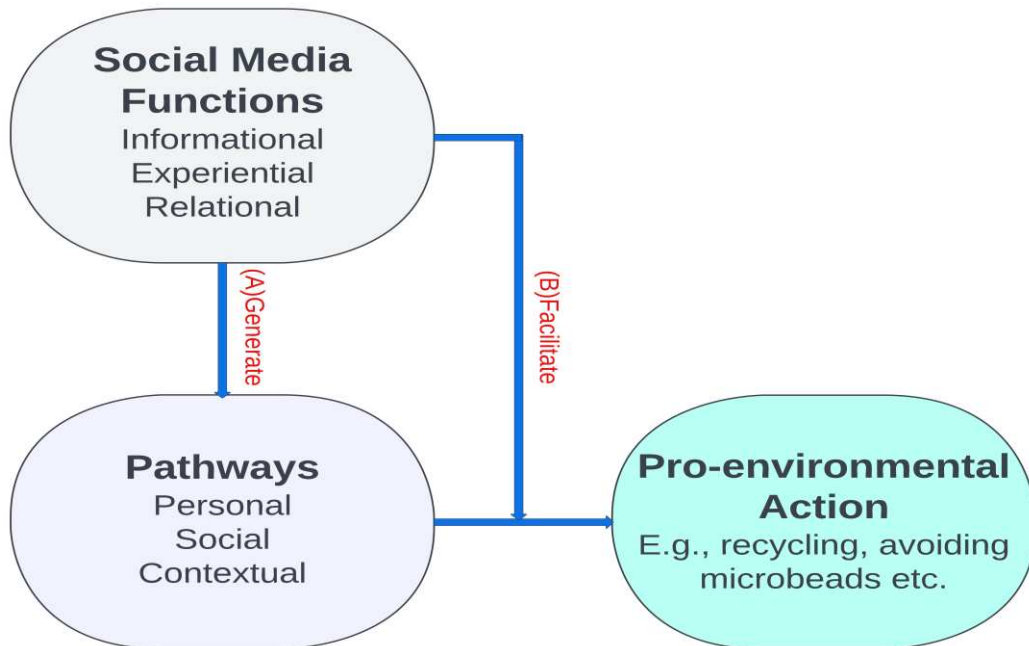 Social Media
Functions
Informational
Experiential
Relational
(A)Generate
(B)Facilitate
Pathways
Personal
Social
Contextual
Pro-environmental
Action
E.g., recycling, avoiding
microbeads etc.